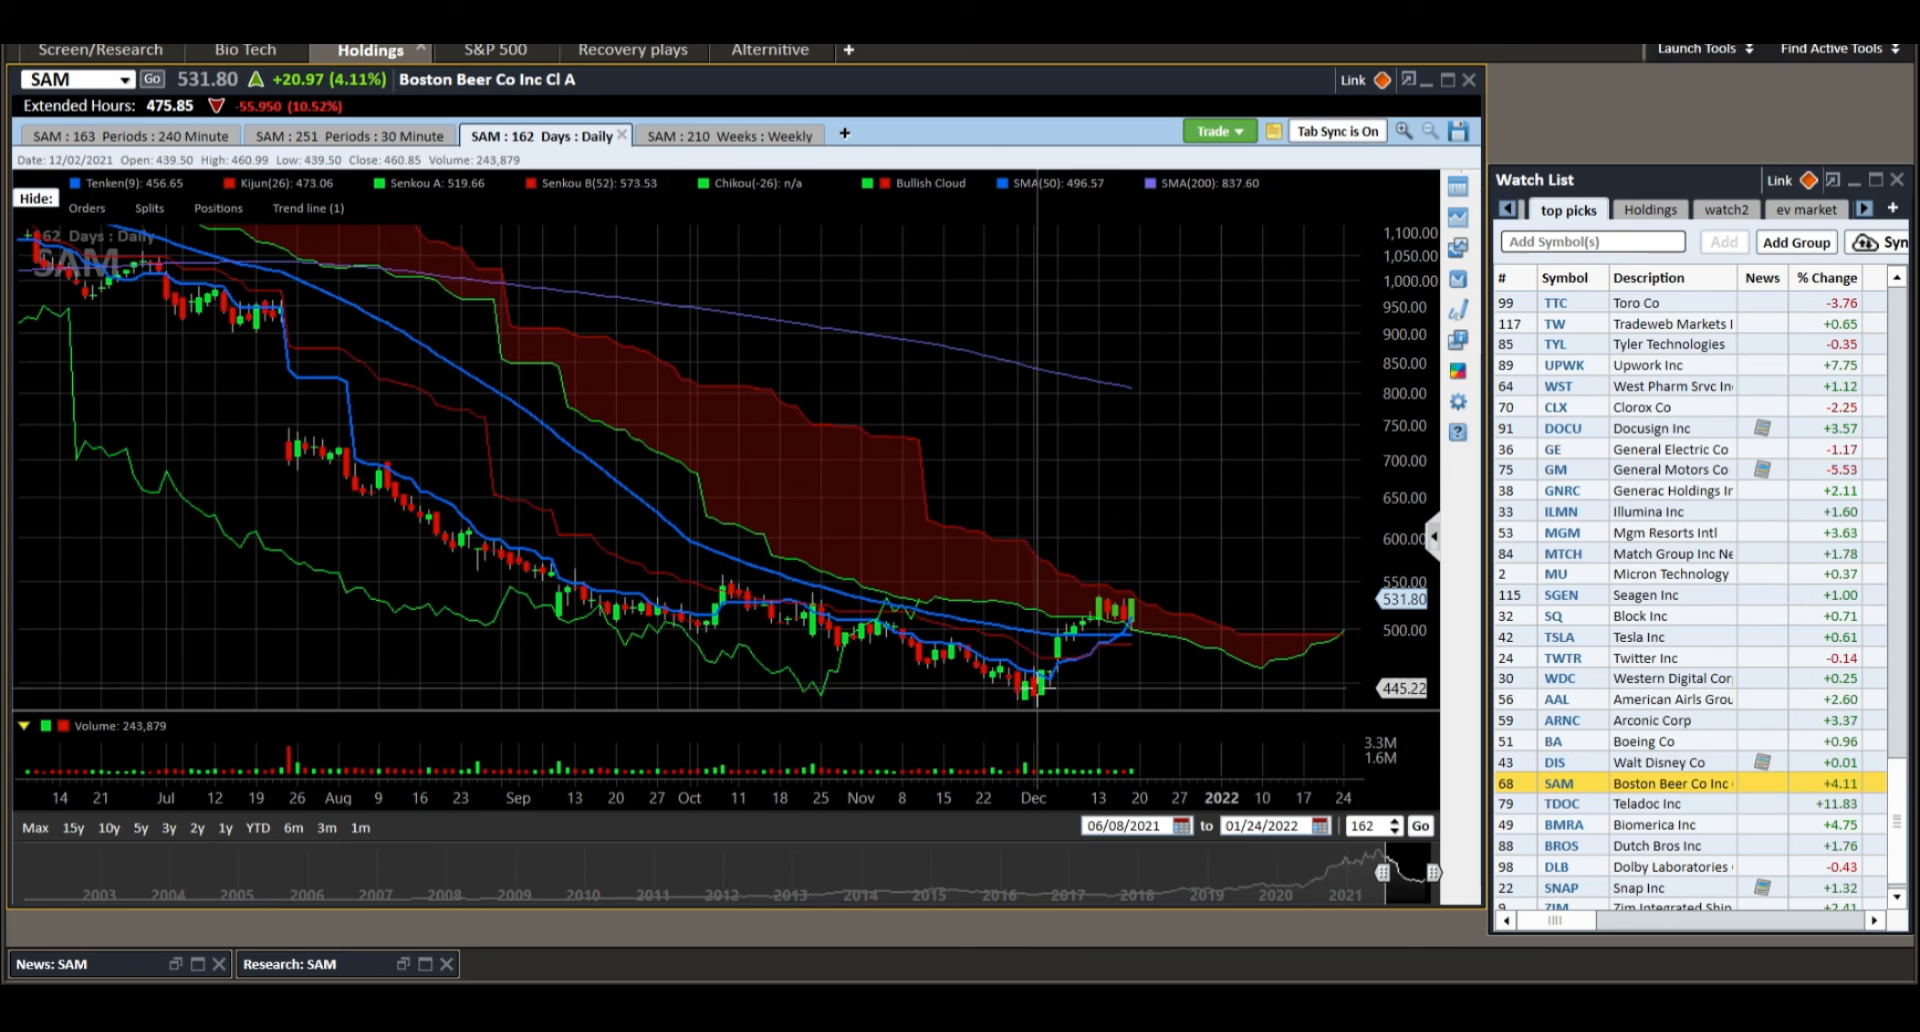 Screen/Research Bio Tech Holdings S&P 500 Recovery plays Alternitive + Launch Tools Find Active Tools
SAM Go 531.80 +20.97 (4.11%) Boston Beer Co Inc Cl A Link
Extended Hours: 475.85 -55.950 (10.52%)
SAM : 163 Periods : 240 Minute SAM : 251 Periods : 30 Minute SAM : 162 Days : Daily SAM : 210 Weeks : Weekly + Trade Tab Sync is On
Date: 12/02/2021 Open: 439.50 High: 460.99 Low: 439.50 Close: 460.85 Volume: 243,879
Hide: Tenken(9): 456.65 Kijun(26): 473.06 Senkou A: 519.66 Senkou B(52): 573.53 Chikou(-26): n/a Bullish Cloud SMA(50): 496.57 SMA(200): 837.60
Orders Splits Positions Trend line (1)
62 Days : Daily
SAM
1,100.00
1,050.00
1,000.00
950.00
900.00
850.00
800.00
750.00
700.00
650.00
600.00
550.00
531.80
500.00
445.22
Volume: 243,879
3.3M
1.6M
14 21 Jul 12 19 26 Aug 9 16 23 Sep 13 20 27 Oct 11 18 25 Nov 8 15 22 Dec 13 20 27 2022 10 17 24
Max 15y 10y 5y 3y 2y 1y YTD 6m 3m 1m 06/08/2021 to 01/24/2022 162 Go
2003 2004 2005 2006 2007 2008 2009 2010 2011 2012 2013 2014 2015 2016 2017 2018 2019 2020 2021
News: SAM Research: SAM
Watch List Link
top picks Holdings watch2 ev market +
Add Symbol(s) Add Add Group Syn
# Symbol Description News % Change
99 TTC Toro Co -3.76
117 TW Tradeweb Markets I +0.65
85 TYL Tyler Technologies -0.35
89 UPWK Upwork Inc +7.75
64 WST West Pharm Srvc In +1.12
70 CLX Clorox Co -2.25
91 DOCU Docusign Inc +3.57
36 GE General Electric Co -1.17
75 GM General Motors Co -5.53
38 GNRC Generac Holdings Ir +2.11
33 ILMN Illumina Inc +1.60
53 MGM Mgm Resorts Intl +3.63
84 MTCH Match Group Inc Ne +1.78
2 MU Micron Technology +0.37
115 SGEN Seagen Inc +1.00
32 SQ Block Inc +0.71
42 TSLA Tesla Inc +0.61
24 TWTR Twitter Inc -0.14
30 WDC Western Digital Cor +0.25
56 AAL American Airls Grou +2.60
59 ARNC Arconic Corp +3.37
51 BA Boeing Co +0.96
43 DIS Walt Disney Co +0.01
68 SAM Boston Beer Co Inc +4.11
79 TDOC Teladoc Inc +11.83
49 BMRA Biomerica Inc +4.75
88 BROS Dutch Bros Inc +1.76
98 DLB Dolby Laboratories -0.43
22 SNAP Snap Inc +1.32
9 ZIM Zim Integrated Ship +2.41